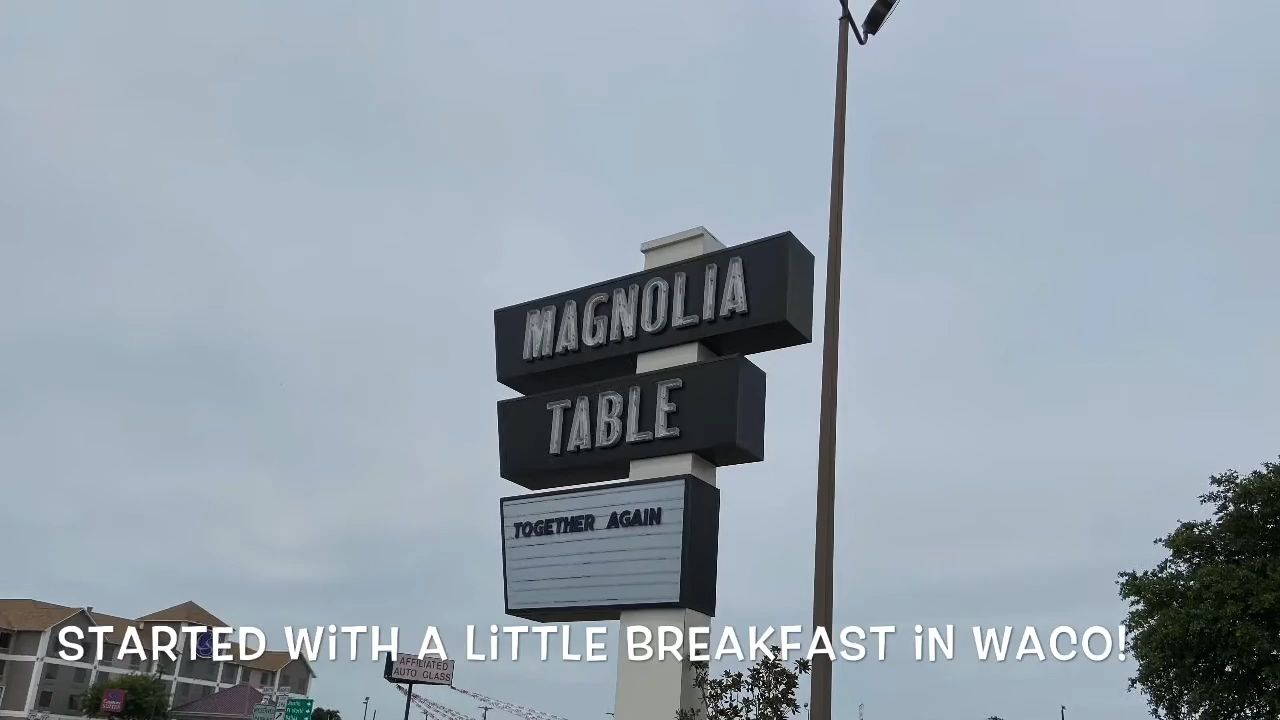 MAGNOLIA
TABLE
TOGETHER AGAIN
STARTED WITH A LITTLE BREAKFAST IN WACO!
AFFILIATED
AUTO GLASS